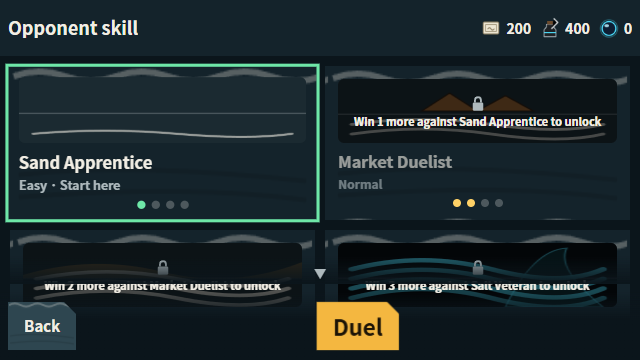 Opponent skill
200
400
0
Win 1 more against Sand Apprentice to unlock
Sand Apprentice
Easy · Start here
Market Duelist
Normal
Win 2 more against Market Duelist to unlock
Win 3 more against Salt Veteran to unlock
Back
Duel